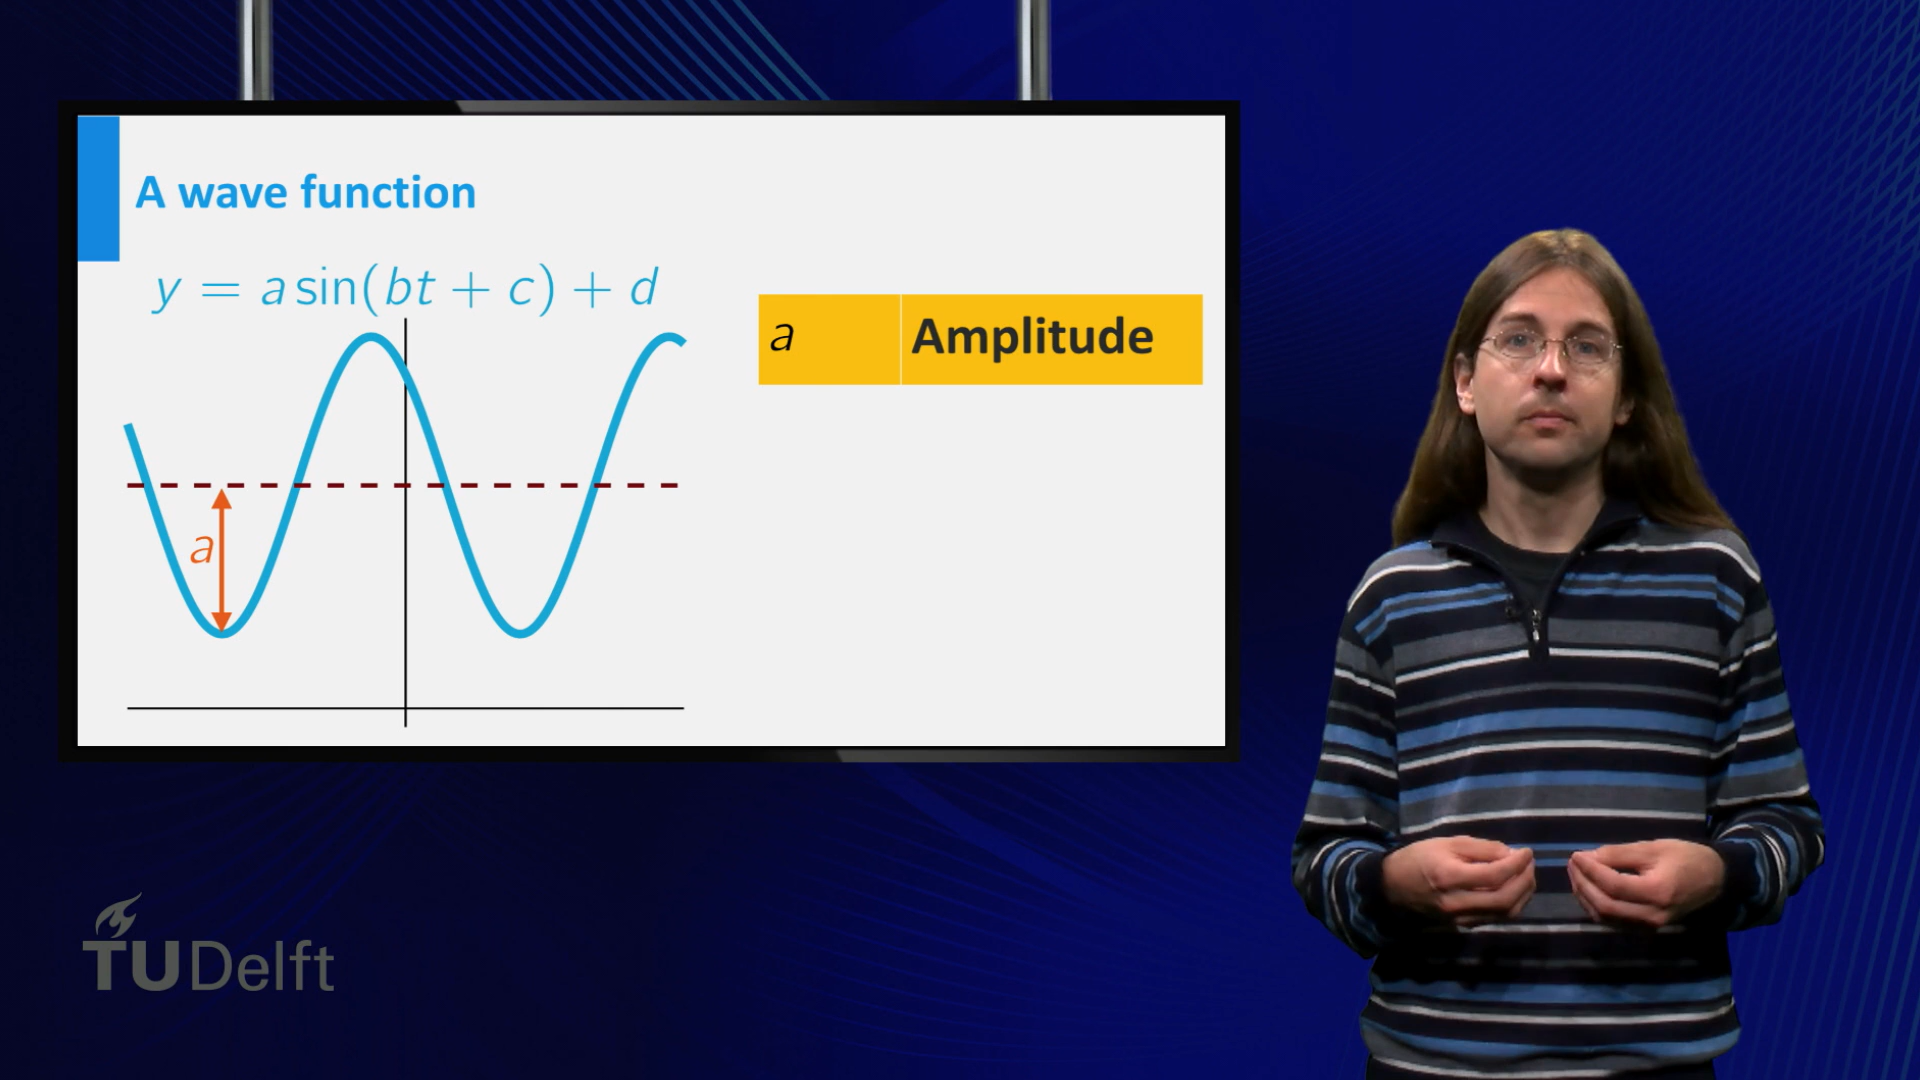 A wave function
y = a sin(bt + c) + d
a Amplitude
a
TU Delft